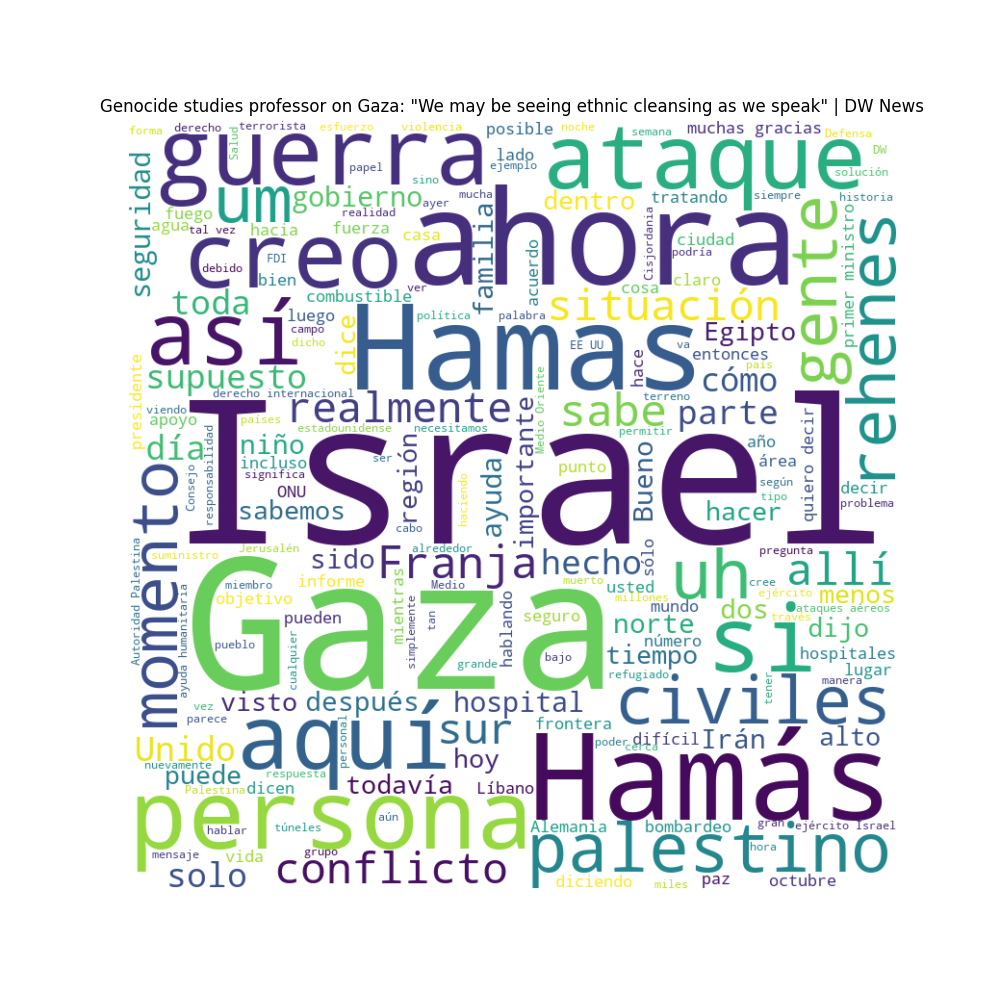 Genocide studies professor on Gaza: "We may be seeing ethnic cleansing as we speak" | DW News
forma
derecho
terrorista
esfuerzo
violencia
noche
posible
semana
muchas gracias
Defensa
DW
Salud
guerra
papel
sino
lado
ejemplo
ataque
solución
seguridad
um
gobierno
mucha
dentro
tratando
siempre
historia
fuego
agua
tal vez
hacia
realidad
ayer
fuerza
casa
familia
ahora
acuerdo
Cisjordania
ciudad
podría
gente
primer ministro
rehenes
creo
debido
FDI
bien
ver
cosa
claro
toda
combustible
situación
así
luego
campo
dicho
dice
política
palabra
Hamas
EE UU
va
hace
Egipto
entonces
país
supuesto
presidente
derecho internacional
Medio Oriente
terreno
cómo
viendo
apoyo
países
realmente
estadounidense
necesitamos
importante
sabe
permitir
parte
día
niño
incluso
significa
ser
región
haciendo
ayuda
punto
Bueno
año
área
según
tipo
quiero decir
decir
problema
Consejo
responsabilidad
ONU
Israel
momento
sabemos
cabo
hacer
Autoridad Palestina
suministro
Jerusalén
sido
alrededor
Franja
hecho
sólo
pregunta
allí
miembro
informe
Medio
muerto
usted
uh
cree
ejército
menos
ayuda humanitaria
objetivo
pueden
mientras
tan
millones
mundo
dos
través
ataques aéreos
Gaza
pueblo
cualquier
simplemente
hablando
seguro
norte
número
si
dijo
grande
bajo
tiempo
refugiado
hospitales
lugar
vez
visto
después
hospital
civiles
tener
manera
parece
aquí
personal
sur
frontera
poder
difícil
cerca
Irán
alto
Unido
nuevamente
puede
respuesta
hoy
Palestina
dicen
todavía
Líbano
Hamás
persona
hablar
túneles
aún
Alemania
bombardeo
gran
ejército Israel
hora
mensaje
vida
grupo
palestino
solo
conflicto
diciendo
miles
paz
octubre